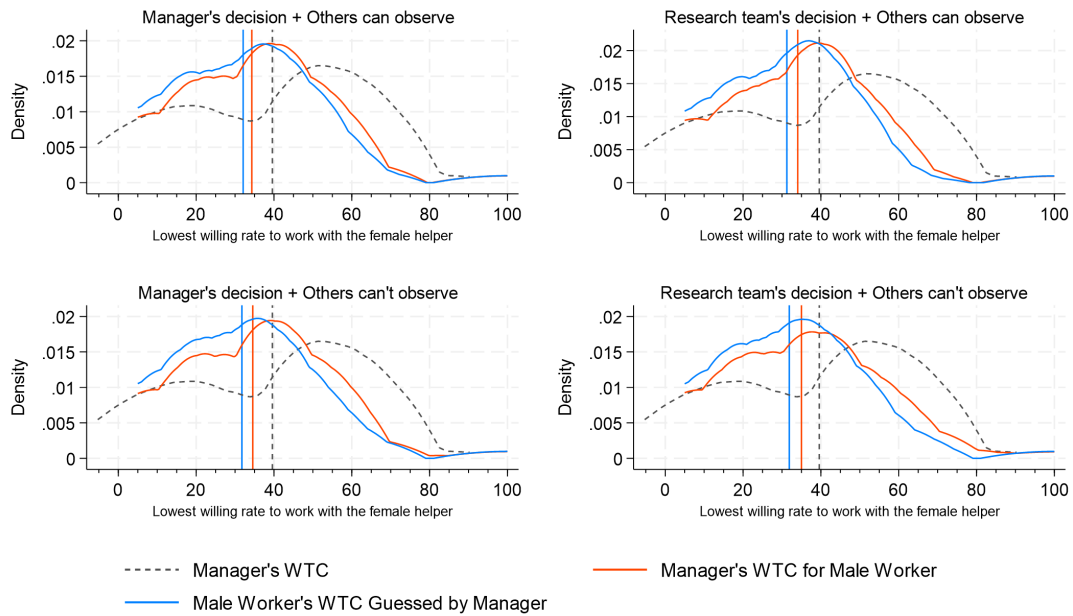 Manager's decision + Others can observe
Density
.02
.015
.01
.005
0
0 20 40 60 80 100
Lowest willing rate to work with the female helper
Research team's decision + Others can observe
Density
.02
.015
.01
.005
0
0 20 40 60 80 100
Lowest willing rate to work with the female helper
Manager's decision + Others can't observe
Density
.02
.015
.01
.005
0
0 20 40 60 80 100
Lowest willing rate to work with the female helper
Research team's decision + Others can't observe
Density
.02
.015
.01
.005
0
0 20 40 60 80 100
Lowest willing rate to work with the female helper
Manager's WTC
Manager's WTC for Male Worker
Male Worker's WTC Guessed by Manager